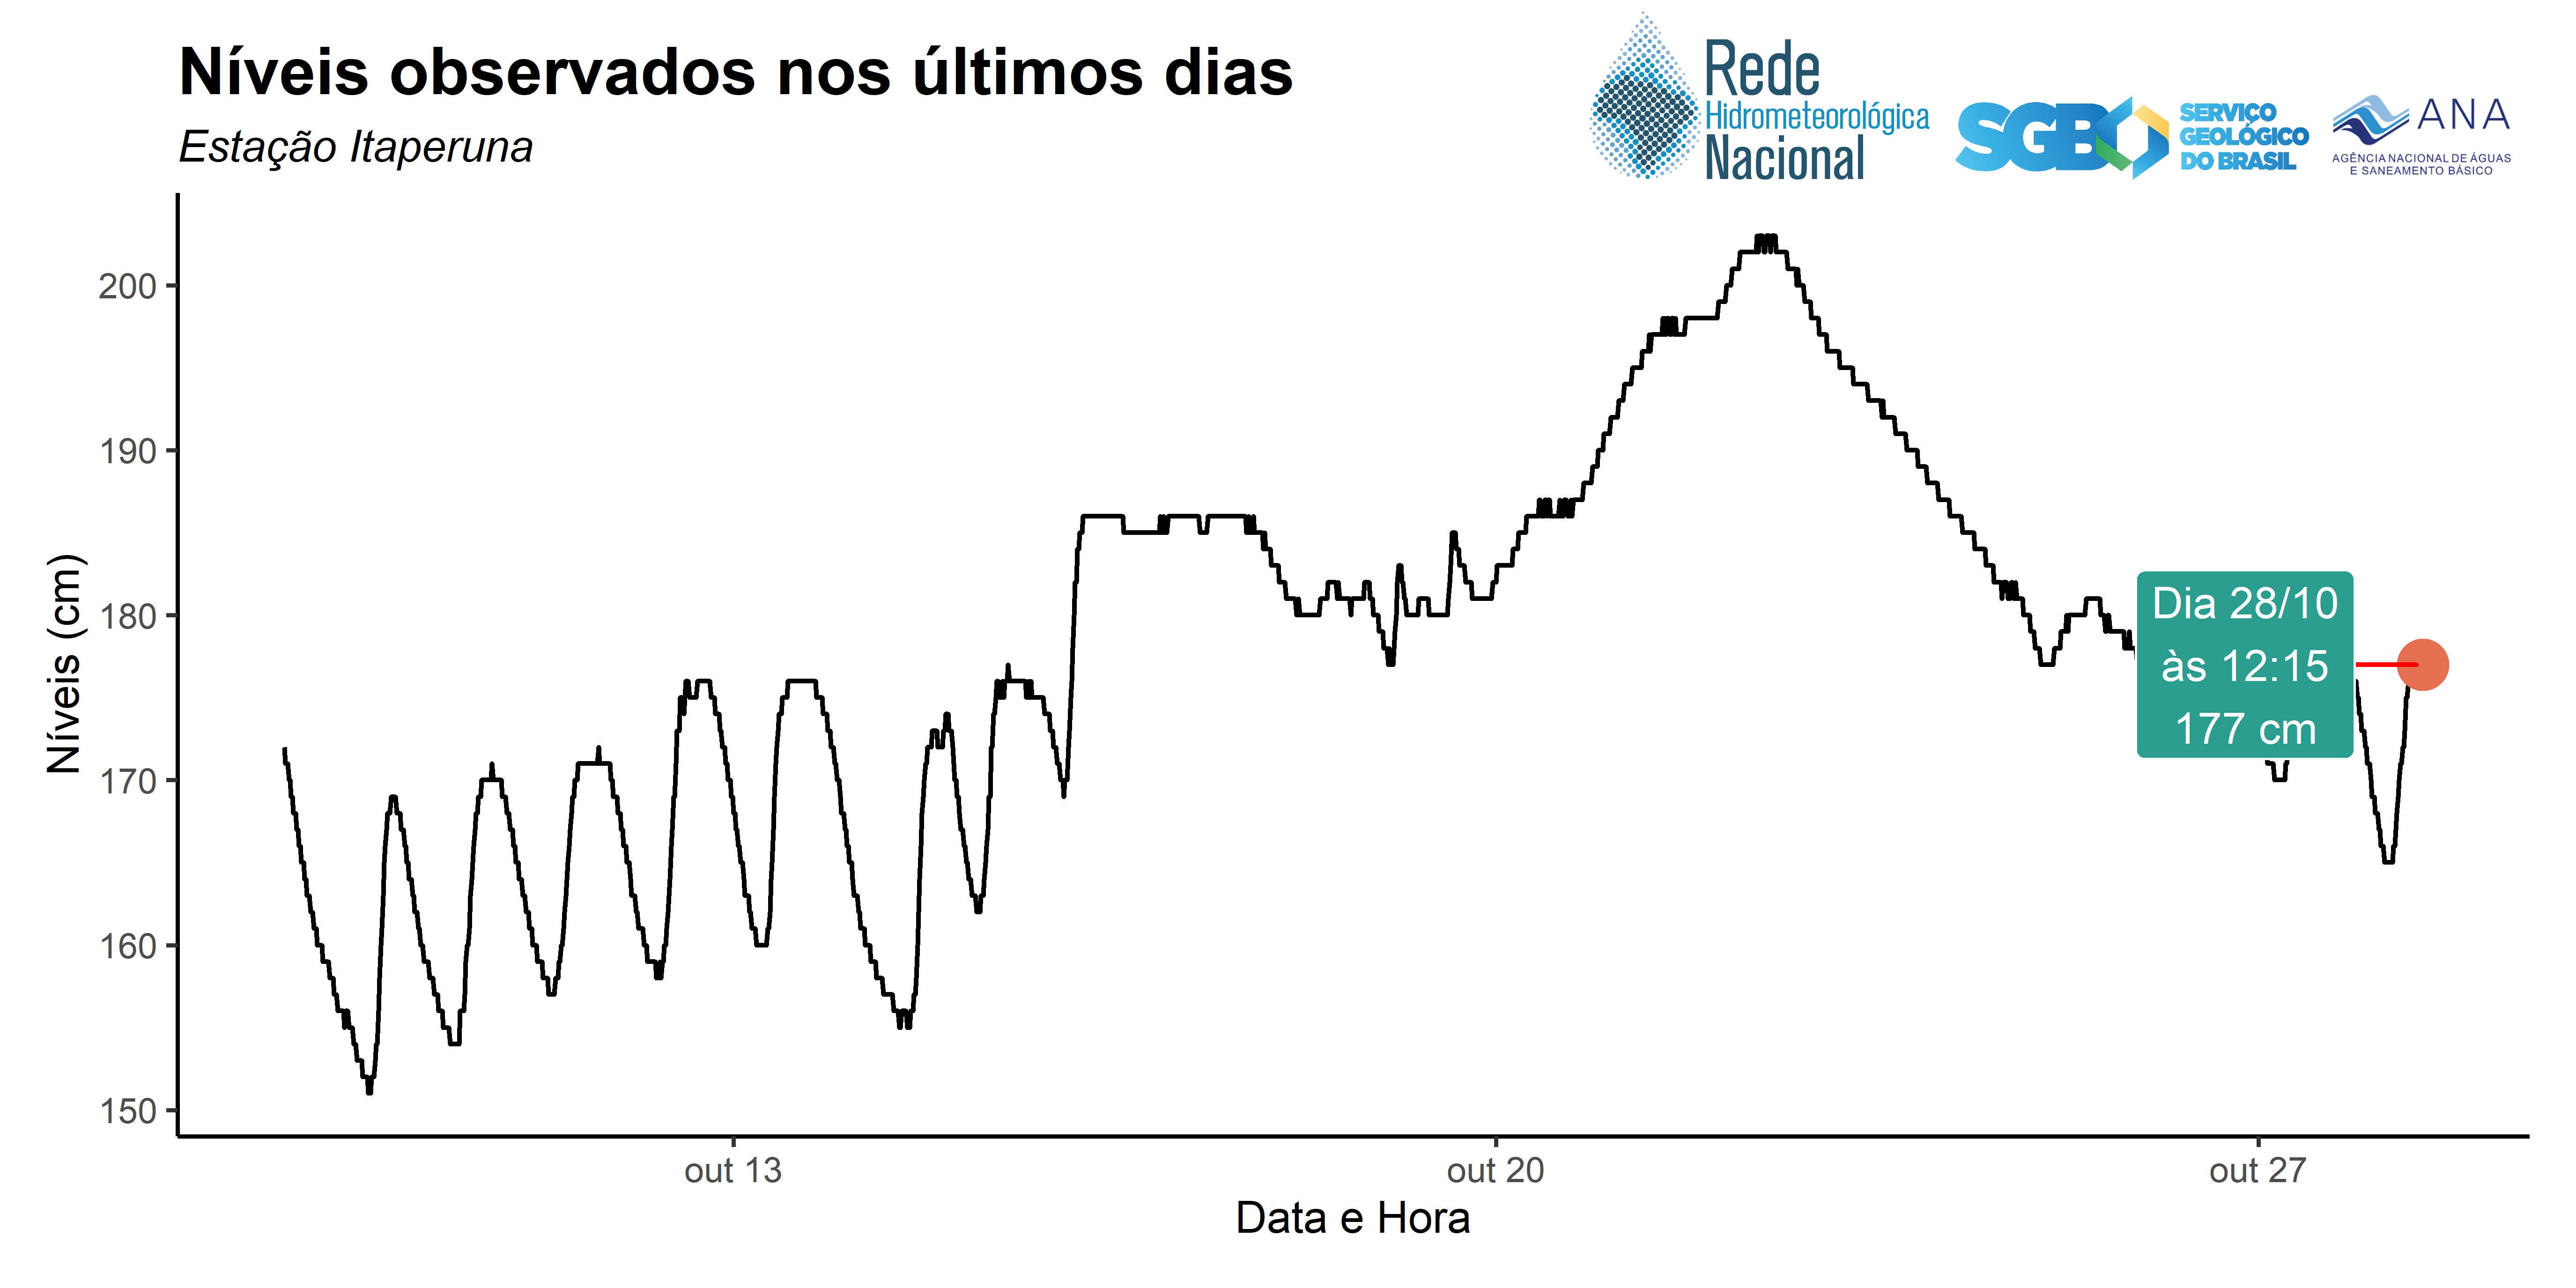 Níveis observados nos últimos dias
Estação Itaperuna
Rede
Hidrometeorológica
Nacional
SGB
SERVIÇO
GEOLÓGICO
DO BRASIL
ANA
AGÊNCIA NACIONAL DE ÁGUAS
E SANEAMENTO BÁSICO
Níveis (cm)
200
190
180
170
160
150
Dia 28/10
às 12:15
177 cm
out 13
out 20
out 27
Data e Hora